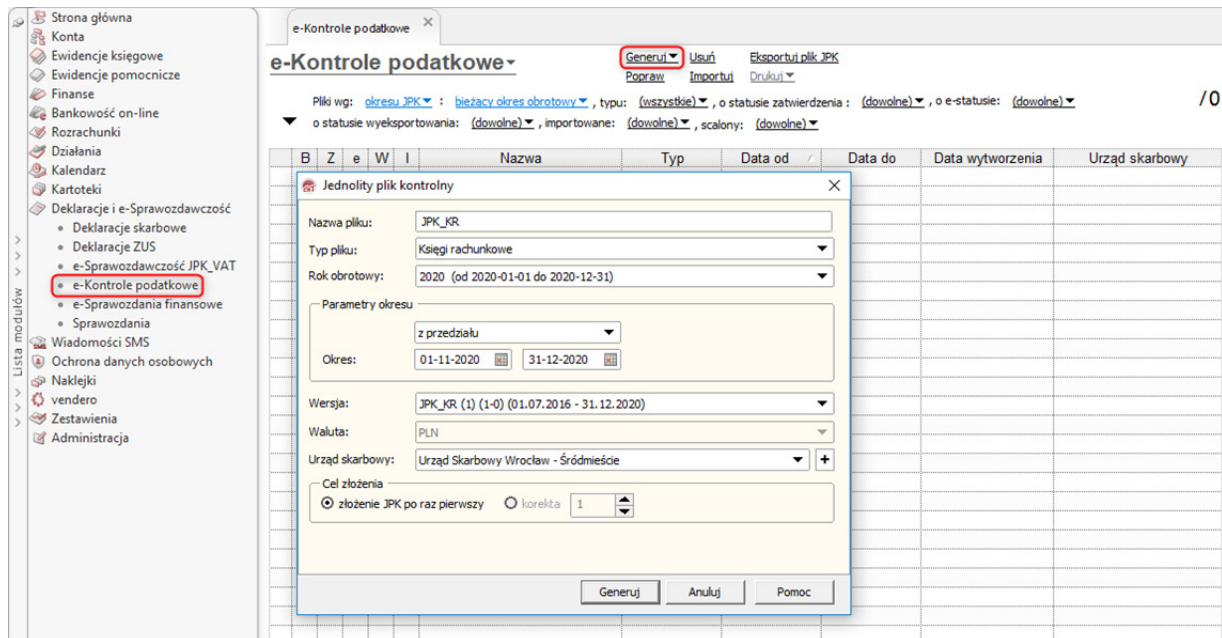 Strona główna
Konta
Ewidencje księgowe
Ewidencje pomocnicze
Finanse
Bankowość on-line
Rozrachunki
Działania
Kalendarz
Kartoteki
Deklaracje i e-Sprawozdawczość
Deklaracje skarbowe
Deklaracje ZUS
e-Sprawozdawczość JPK_VAT
e-Kontrole podatkowe
e-Sprawozdania finansowe
Sprawozdania
Wiadomości SMS
Ochrona danych osobowych
Naklejki
vendero
Zestawienia
Administracja
Lista modułów
e-Kontrole podatkowe
e-Kontrole podatkowe
Generuj Usuń Eksportuj plik JPK
Popraw Importuj Drukuj
Pliki wg: okresu JPK : bieżący okres obrotowy , typu: (wszystkie) , o statusie zatwierdzenia : (dowolne) , o e-statusie: (dowolne) /0
o statusie wyeksportowania: (dowolne) , importowane: (dowolne) , scalony: (dowolne)
B Z e W I Nazwa Typ Data od Data do Data wytworzenia Urząd skarbowy
Jednolity plik kontrolny
Nazwa pliku: JPK_KR
Typ pliku: Księgi rachunkowe
Rok obrotowy: 2020 (od 2020-01-01 do 2020-12-31)
Parametry okresu
z przedziału
Okres: 01-11-2020 31-12-2020
Wersja: JPK_KR (1) (1-0) (01.07.2016 - 31.12.2020)
Waluta: PLN
Urząd skarbowy: Urząd Skarbowy Wrocław - Śródmieście +
Cel złożenia
złożenie JPK po raz pierwszy korekta 1
Generuj Anuluj Pomoc